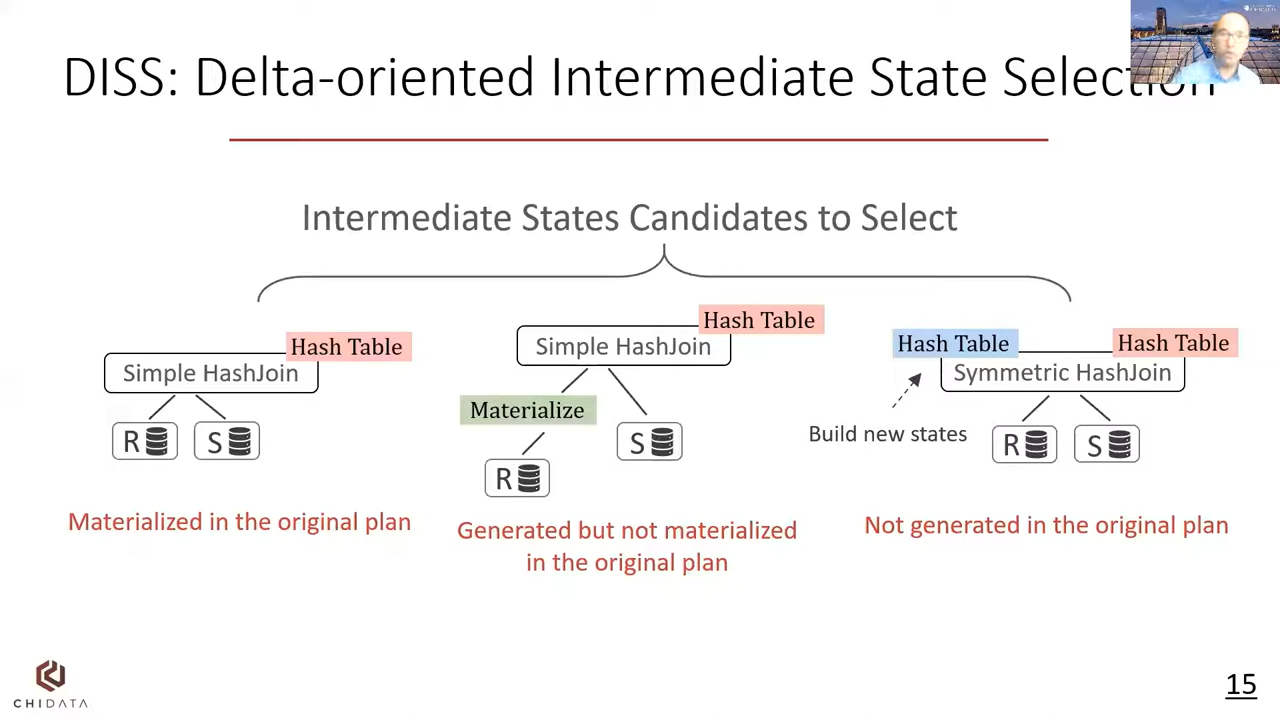 DISS: Delta-oriented Intermediate State Selection
Intermediate States Candidates to Select
Hash Table
Simple HashJoin
R
S
Materialized in the original plan
Hash Table
Simple HashJoin
Materialize
S
R
Generated but not materialized
in the original plan
Hash Table
Hash Table
Symmetric HashJoin
Build new states
R
S
Not generated in the original plan
CHIDATA
15